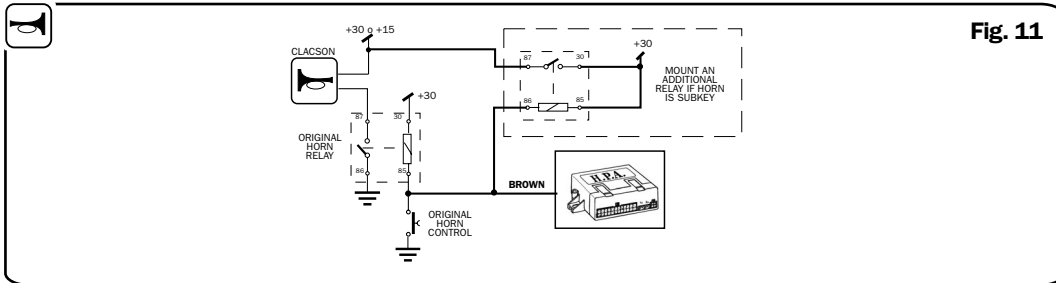 Fig. 11
+30 o +15
CLACSON
87
30
+30
MOUNT AN
ADDITIONAL
RELAY IF HORN
IS SUBKEY
86
85
+30
87
30
ORIGINAL
HORN
RELAY
86
85
BROWN
H.P.A.
ORIGINAL
HORN
CONTROL